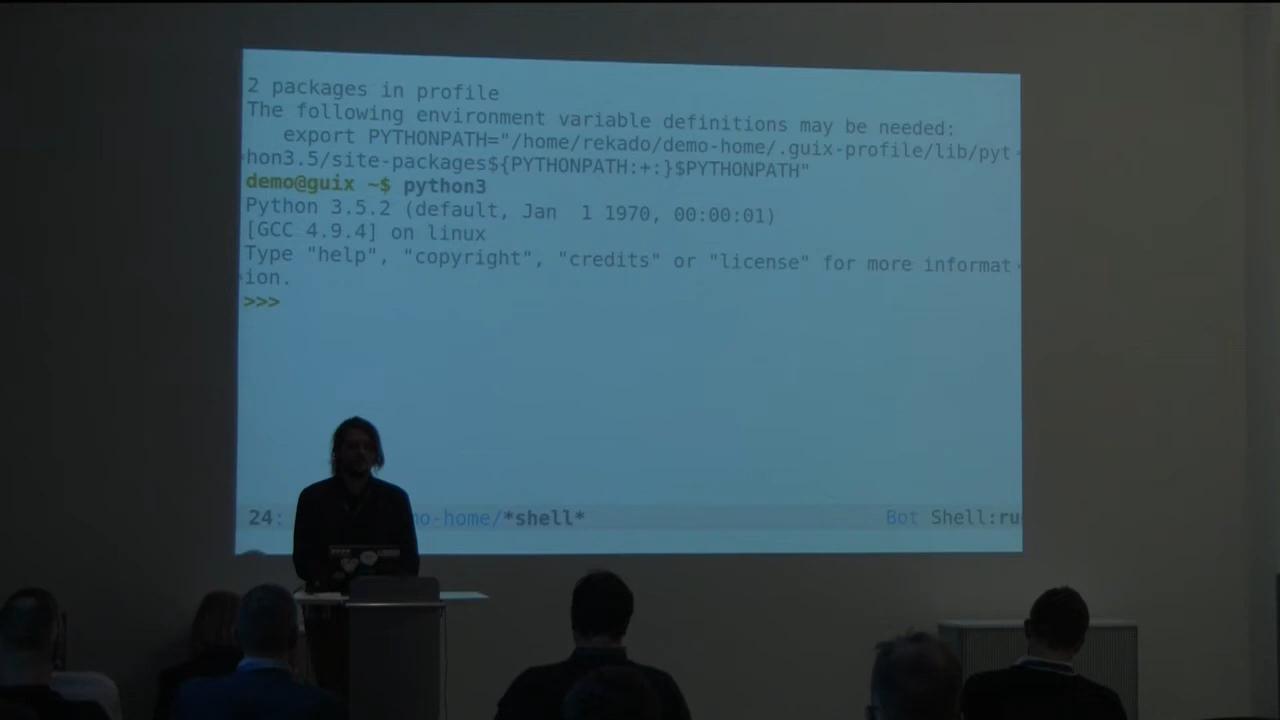 2 packages in profile
The following environment variable definitions may be needed:
export PYTHONPATH="/home/rekado/demo-home/.guix-profile/lib/pyt
hon3.5/site-packages${PYTHONPATH:+:}$PYTHONPATH"
demo@guix ~$ python3
Python 3.5.2 (default, Jan  1 1970, 00:00:01)
[GCC 4.9.4] on linux
Type "help", "copyright", "credits" or "license" for more informat
ion.
>>>
24: mo-home/*shell* Bot Shell:ru